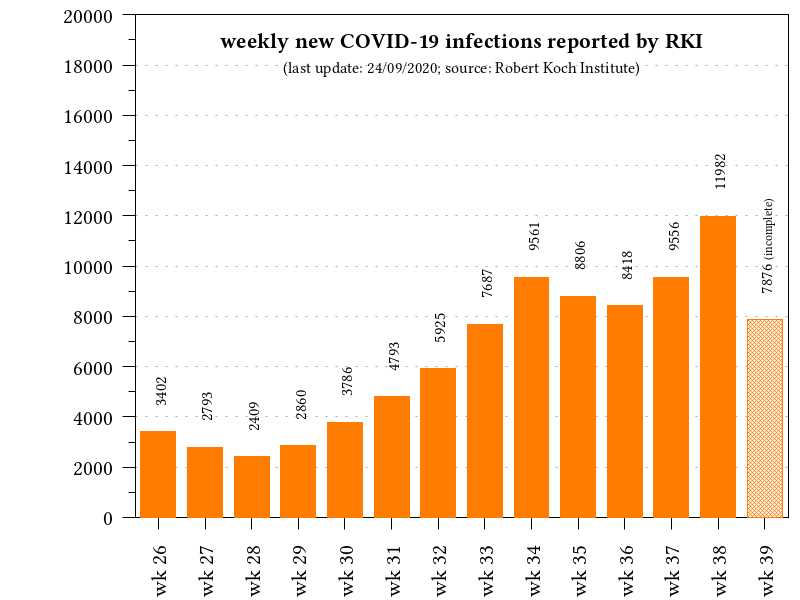 weekly new COVID-19 infections reported by RKI
(last update: 24/09/2020; source: Robert Koch Institute)
20000
18000
16000
14000
12000
10000
8000
6000
4000
2000
0
3402
2793
2409
2860
3786
4793
5925
7687
9561
8806
8418
9556
11982
7876 (incomplete)
wk 26
wk 27
wk 28
wk 29
wk 30
wk 31
wk 32
wk 33
wk 34
wk 35
wk 36
wk 37
wk 38
wk 39